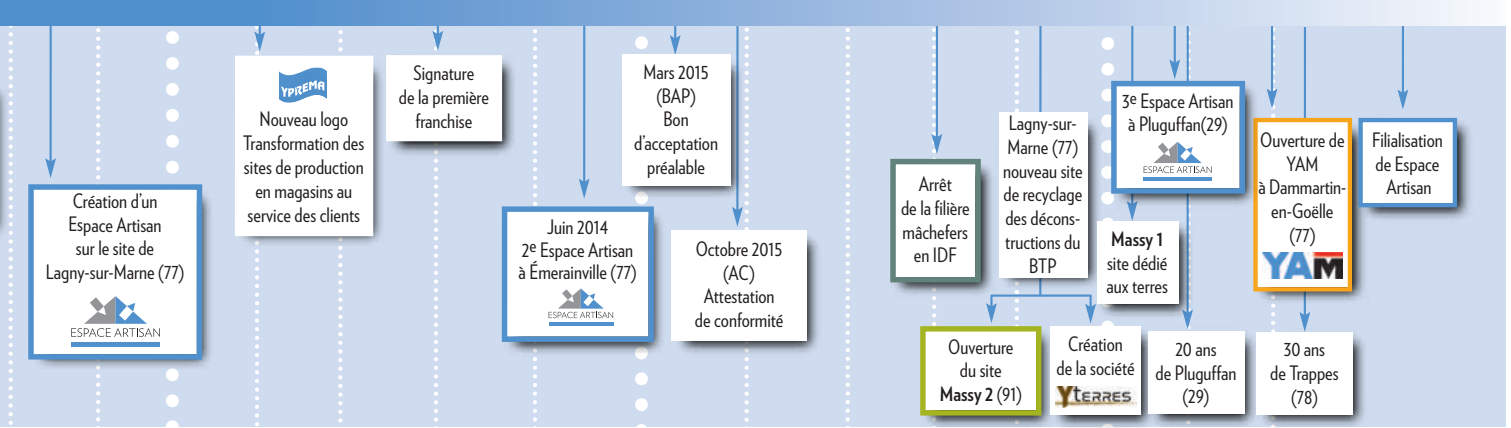 Création d'un
Espace Artisan
sur le site de
Lagny-sur-Marne (77)
ESPACE ARTISAN
YPREMA
Nouveau logo
Transformation des
sites de production
en magasins au
service des clients
Signature
de la première
franchise
Juin 2014
2e Espace Artisan
à Émerainville (77)
ESPACE ARTISAN
Mars 2015
(BAP)
Bon
d'acceptation
préalable
Octobre 2015
(AC)
Attestation
de conformité
Arrêt
de la filière
mâchefers
en IDF
Lagny-sur-
Marne (77)
nouveau site
de recyclage
des décons-
tructions du
BTP
Ouverture
du site
Massy 2 (91)
Création
de la société
YTERRES
Massy 1
site dédié
aux terres
3e Espace Artisan
à Pluguffan(29)
ESPACE ARTISAN
20 ans
de Pluguffan
(29)
Ouverture de
YAM
à Dammartin-
en-Goëlle
(77)
YAM
30 ans
de Trappes
(78)
Filialisation
de Espace
Artisan